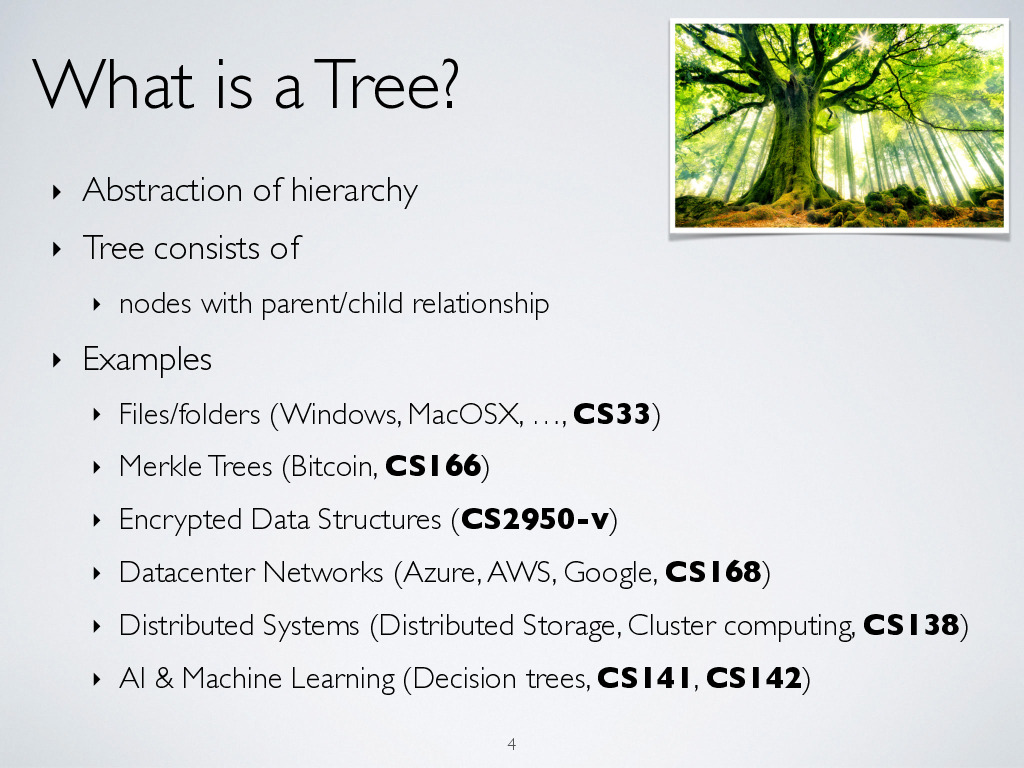 What is a Tree?
‣ Abstraction of hierarchy
‣ Tree consists of
‣ nodes with parent/child relationship
‣ Examples
‣ Files/folders (Windows, MacOSX, …, CS33)
‣ Merkle Trees (Bitcoin, CS166)
‣ Encrypted Data Structures (CS2950-v)
‣ Datacenter Networks (Azure, AWS, Google, CS168)
‣ Distributed Systems (Distributed Storage, Cluster computing, CS138)
‣ AI & Machine Learning (Decision trees, CS141, CS142)
4